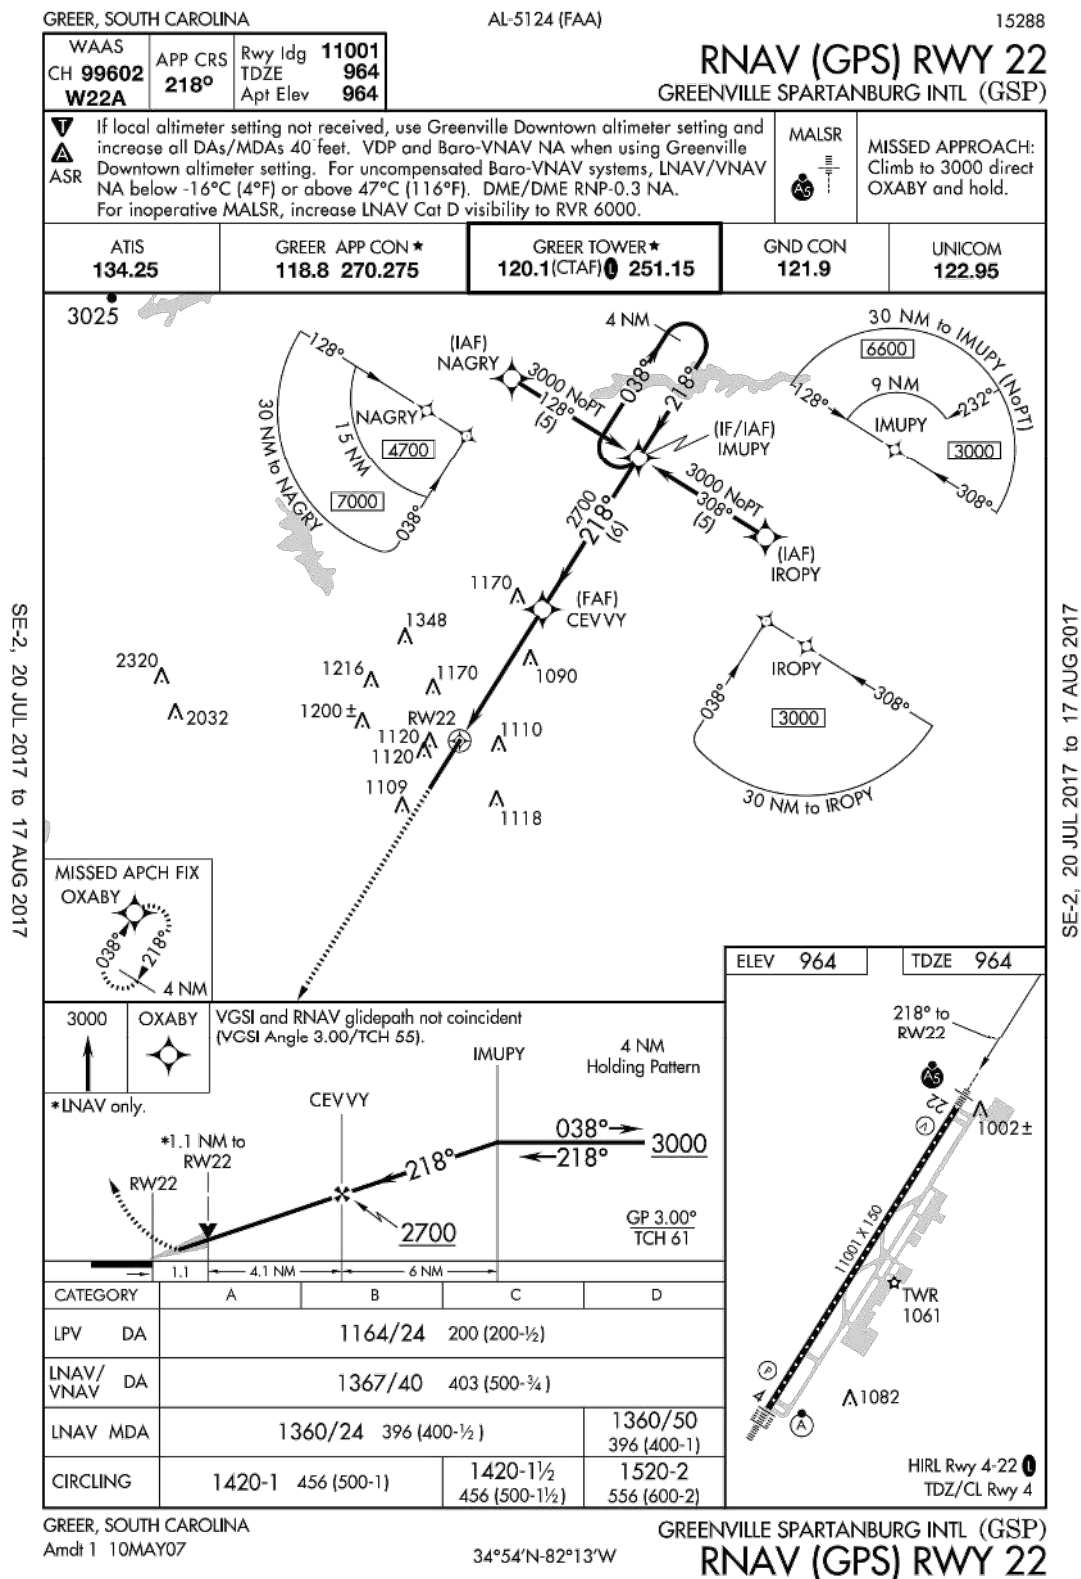 GREER, SOUTH CAROLINA
AL-5124 (FAA)
15288
WAAS
CH 99602
W22A
APP CRS
218°
Rwy ldg 11001
TDZE 964
Apt Elev 964
RNAV (GPS) RWY 22
GREENVILLE SPARTANBURG INTL (GSP)
T
A
ASR
If local altimeter setting not received, use Greenville Downtown altimeter setting and
increase all DAs/MDAs 40 feet. VDP and Baro-VNAV NA when using Greenville
Downtown altimeter setting. For uncompensated Baro-VNAV systems, LNAV/VNAV
NA below -16°C (4°F) or above 47°C (116°F). DME/DME RNP-0.3 NA.
For inoperative MALSR, increase LNAV Cat D visibility to RVR 6000.
MALSR
A5
MISSED APPROACH:
Climb to 3000 direct
OXABY and hold.
ATIS
134.25
GREER APP CON ★
118.8 270.275
GREER TOWER ★
120.1 (CTAF) L 251.15
GND CON
121.9
UNICOM
122.95
3025
128°
NAGRY
4700
15 NM
7000
30 NM to NAGRY
038°
(IAF)
NAGRY
3000 NoPT
128°
(5)
4 NM
038°
218°
(IF/IAF)
IMUPY
30 NM to IMUPY (NoPT)
6600
9 NM
128°
232°
IMUPY
3000
308°
3000 NoPT
308°
(5)
(IAF)
IROPY
2700
218°
(6)
1170
(FAF)
CEVVY
1348
2320
1216
1170
1090
2032
1200±
RW22
1120
1120
1110
1109
1118
IROPY
038°
308°
3000
30 NM to IROPY
SE-2, 20 JUL 2017 to 17 AUG 2017
SE-2, 20 JUL 2017 to 17 AUG 2017
MISSED APCH FIX
OXABY
038°
218°
4 NM
ELEV 964
TDZE 964
218° to
RW22
A5
22
V
1002±
11001 X 150
TWR
1061
P
4
A
1082
HIRL Rwy 4-22 L
TDZ/CL Rwy 4
3000
OXABY
VGSI and RNAV glidepath not coincident
(VGSI Angle 3.00/TCH 55).
IMUPY
4 NM
Holding Pattern
*LNAV only.
CEVVY
*1.1 NM to
RW22
RW22
038°
218°
3000
218°
2700
GP 3.00°
TCH 61
1.1
4.1 NM
6 NM
CATEGORY A B C D
LPV DA 1164/24 200 (200-½)
LNAV/
VNAV DA 1367/40 403 (500-¾)
LNAV MDA 1360/24 396 (400-½)
1360/50
396 (400-1)
CIRCLING 1420-1 456 (500-1)
1420-1½
456 (500-1½)
1520-2
556 (600-2)
GREER, SOUTH CAROLINA
Amdt 1 10MAY07
34°54'N-82°13'W
GREENVILLE SPARTANBURG INTL (GSP)
RNAV (GPS) RWY 22